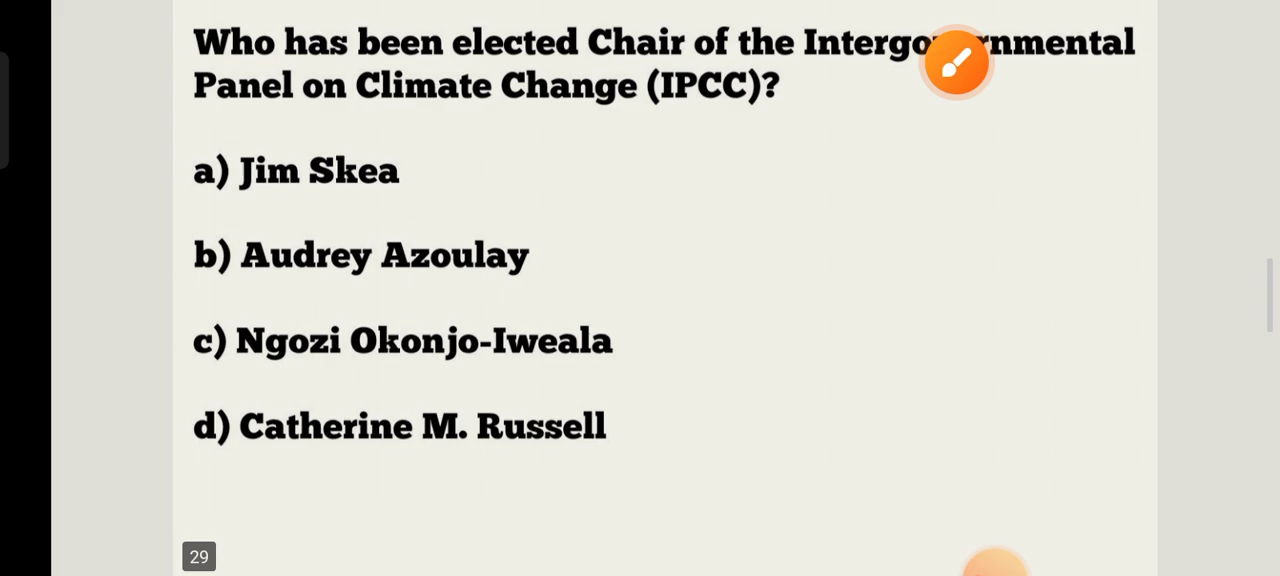 Who has been elected Chair of the Intergovernmental
Panel on Climate Change (IPCC)?
a) Jim Skea
b) Audrey Azoulay
c) Ngozi Okonjo-Iweala
d) Catherine M. Russell
29